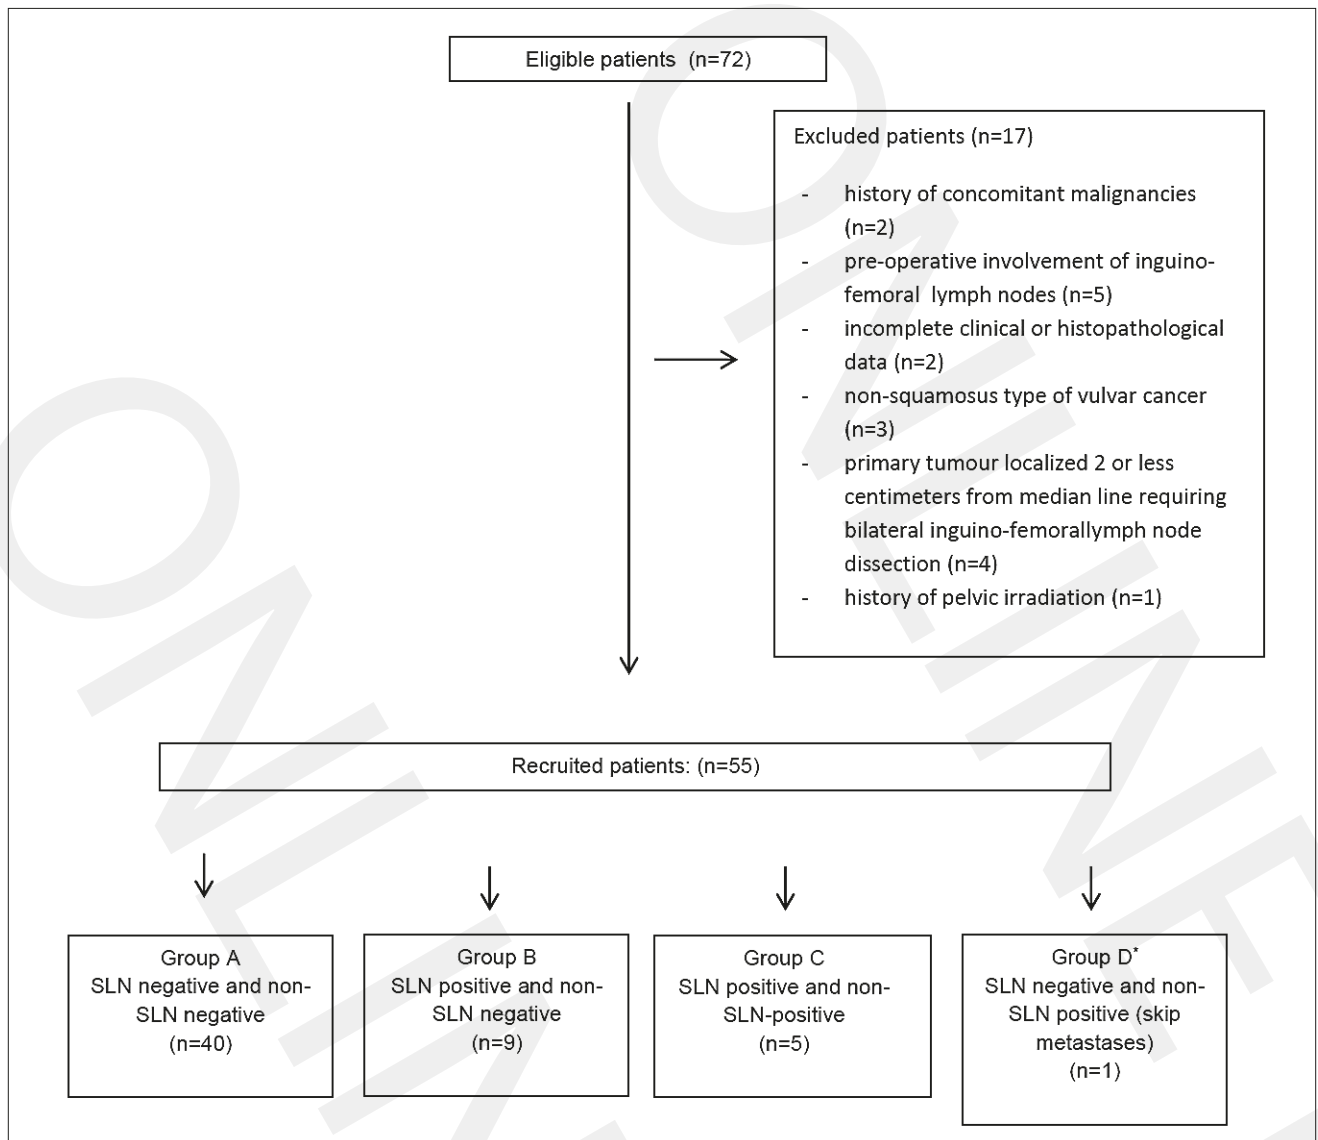 Eligible patients (n=72)
Excluded patients (n=17)
- history of concomitant malignancies
(n=2)
- pre-operative involvement of inguino-
femoral lymph nodes (n=5)
- incomplete clinical or histopathological
data (n=2)
- non-squamosus type of vulvar cancer
(n=3)
- primary tumour localized 2 or less
centimeters from median line requiring
bilateral inguino-femorallymph node
dissection (n=4)
- history of pelvic irradiation (n=1)
Recruited patients: (n=55)
Group A
SLN negative and non-
SLN negative
(n=40)
Group B
SLN positive and non-
SLN negative
(n=9)
Group C
SLN positive and non-
SLN-positive
(n=5)
Group D*
SLN negative and non-
SLN positive (skip
metastases)
(n=1)
ONLINE
ONLINE